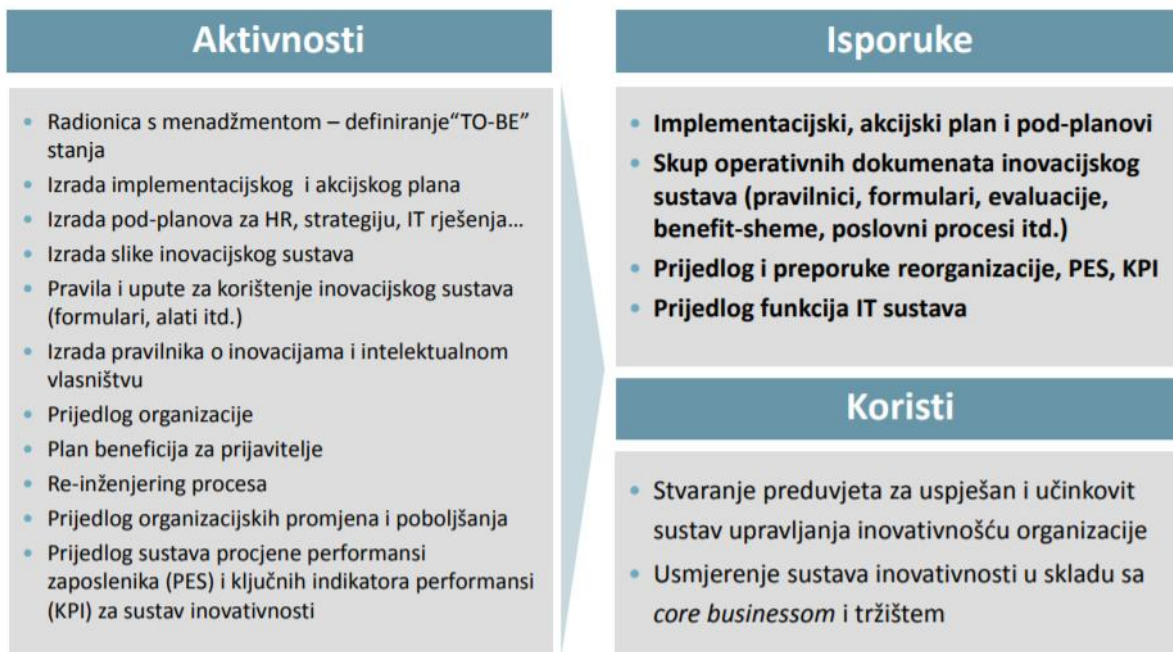 Aktivnosti
• Radionica s menadžmentom – definiranje“TO-BE”
stanja
• Izrada implementacijskog i akcijskog plana
• Izrada pod-planova za HR, strategiju, IT rješenja…
• Izrada slike inovacijskog sustava
• Pravila i upute za korištenje inovacijskog sustava
(formulari, alati itd.)
• Izrada pravilnika o inovacijama i intelektualnom
vlasništvu
• Prijedlog organizacije
• Plan beneficija za prijavitelje
• Re-inženjering procesa
• Prijedlog organizacijskih promjena i poboljšanja
• Prijedlog sustava procjene performansi
zaposlenika (PES) i ključnih indikatora performansi
(KPI) za sustav inovativnosti
Isporuke
• Implementacijski, akcijski plan i pod-planovi
• Skup operativnih dokumenata inovacijskog
sustava (pravilnici, formulari, evaluacije,
benefit-sheme, poslovni procesi itd.)
• Prijedlog i preporuke reorganizacije, PES, KPI
• Prijedlog funkcija IT sustava
Koristi
• Stvaranje preduvjeta za uspješan i učinkovit
sustav upravljanja inovativnošću organizacije
• Usmjerenje sustava inovativnosti u skladu sa
core businessom i tržištem